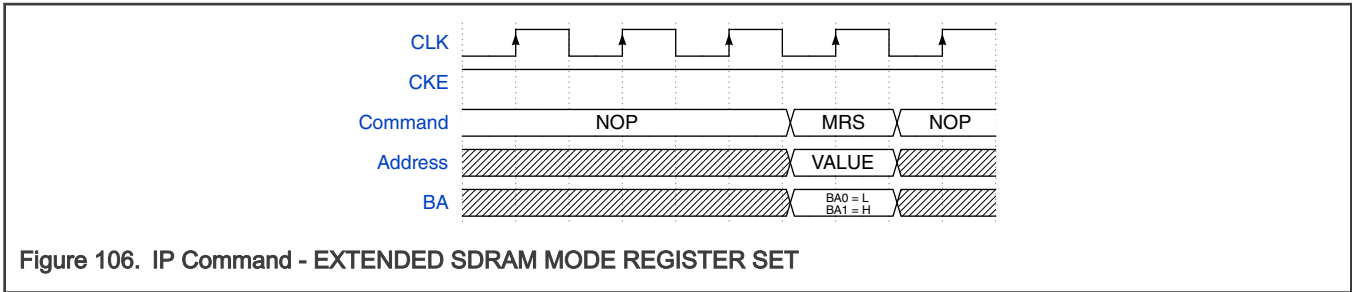 CLK
CKE
Command NOP MRS NOP
Address VALUE
BA BA0 = L
BA1 = H
Figure 106. IP Command - EXTENDED SDRAM MODE REGISTER SET